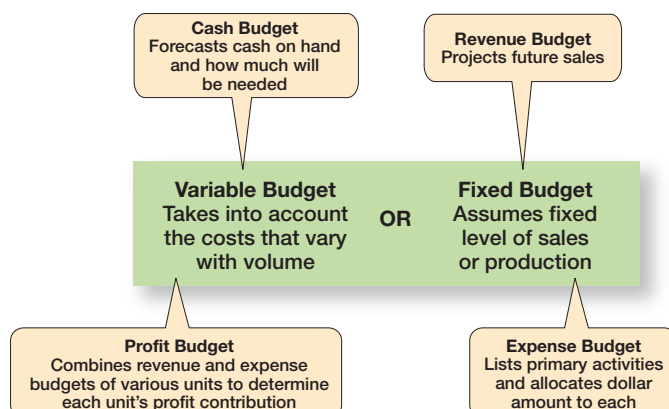 Cash Budget
Forecasts cash on hand
and how much will
be needed
Revenue Budget
Projects future sales
Variable Budget
Takes into account
the costs that vary
with volume
OR
Fixed Budget
Assumes fixed
level of sales
or production
Profit Budget
Combines revenue and expense
budgets of various units to determine
each unit's profit contribution
Expense Budget
Lists primary activities
and allocates dollar
amount to each